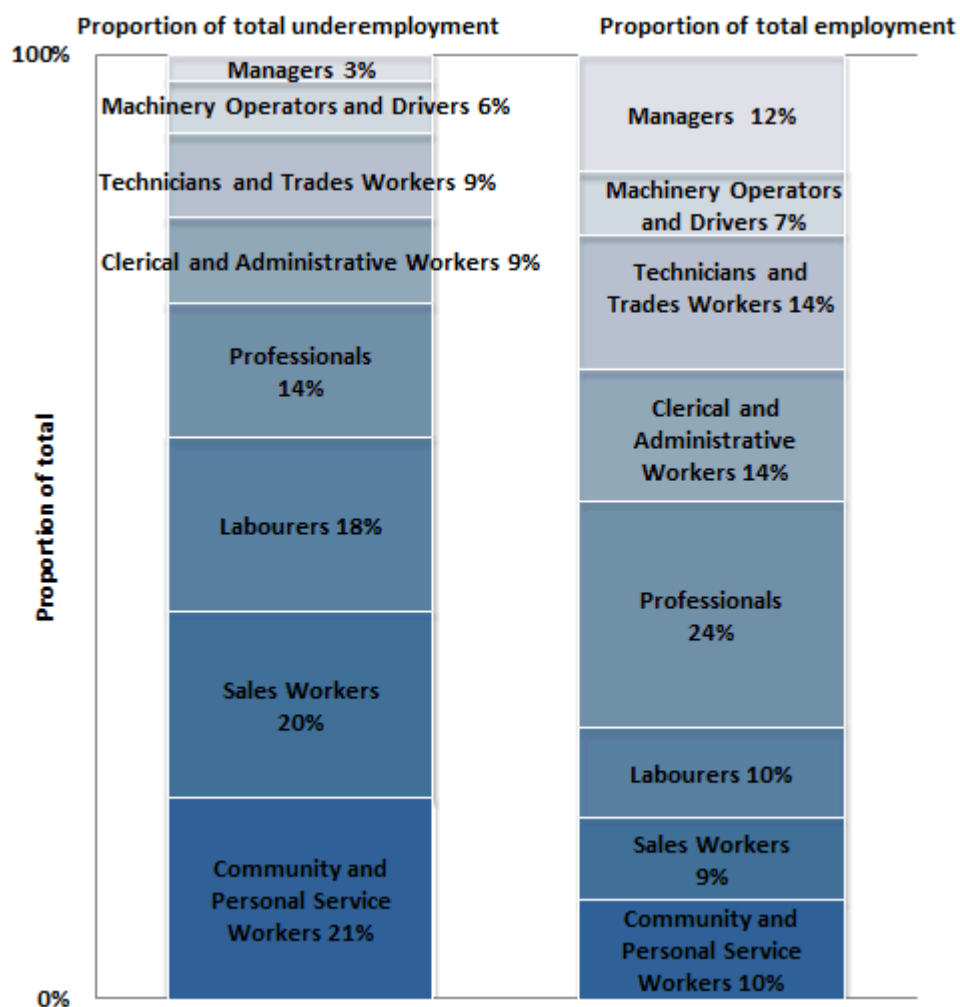 Proportion of total underemployment
Proportion of total employment
100%
Managers 3%
Machinery Operators and Drivers 6%
Technicians and Trades Workers 9%
Clerical and Administrative Workers 9%
Professionals
14%
Labourers 18%
Sales Workers
20%
Community and
Personal Service
Workers 21%
Managers 12%
Machinery Operators
and Drivers 7%
Technicians and
Trades Workers 14%
Clerical and
Administrative
Workers 14%
Professionals
24%
Labourers 10%
Sales Workers
9%
Community and
Personal Service
Workers 10%
Proportion of total
0%